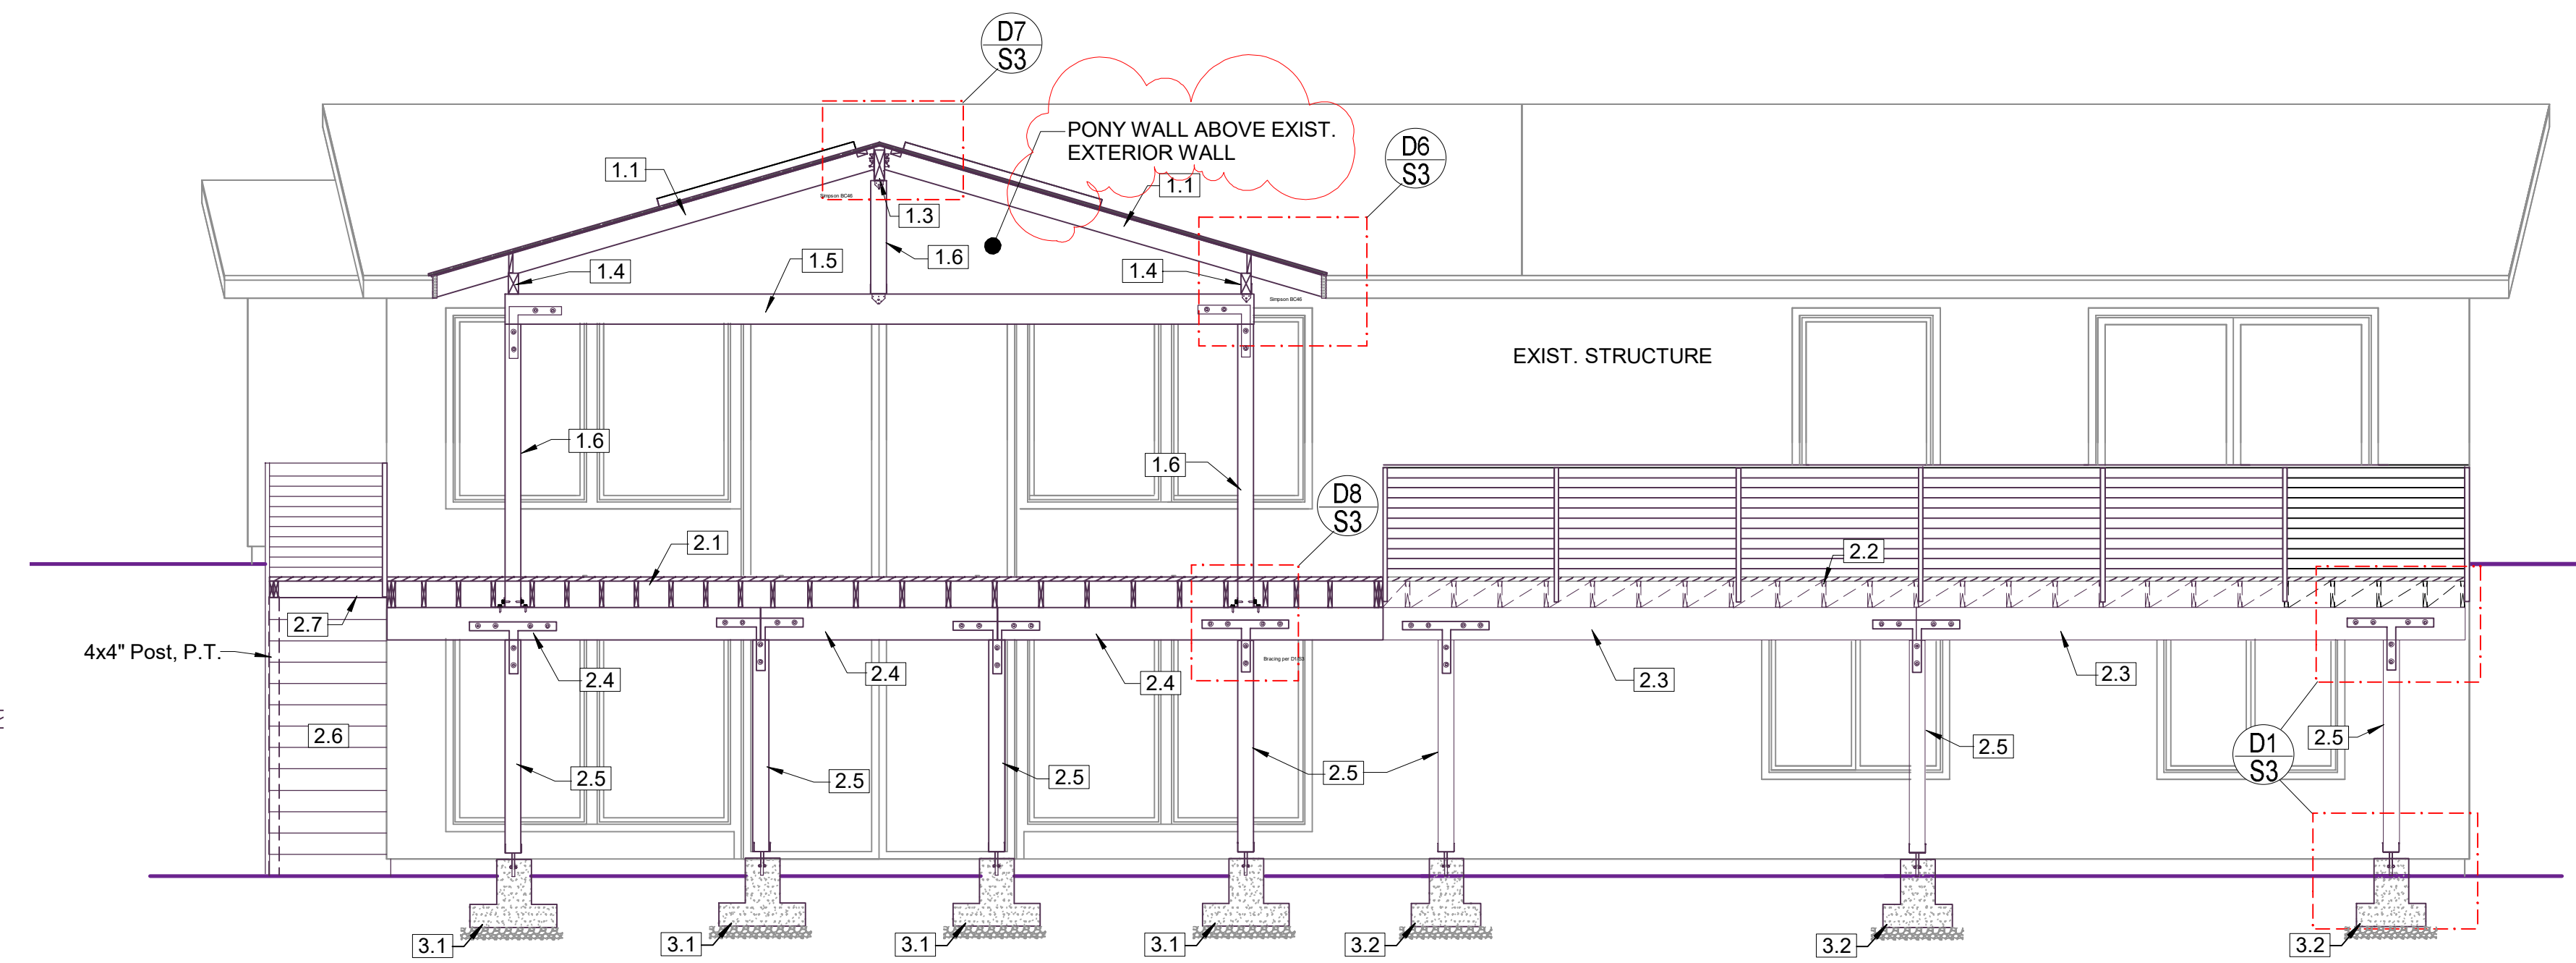 D7
S3
PONY WALL ABOVE EXIST.
EXTERIOR WALL
D6
S3
1.1
1.1
Simpson BC46
1.3
1.6
1.4
1.5
1.4
Simpson BC46
EXIST. STRUCTURE
1.6
1.6
D8
S3
2.1
2.2
2.7
4x4" Post, P.T.
2.4
2.4
2.4
2.3
2.3
2.6
2.5
2.5
2.5
2.5
2.5
2.5
D1
S3
3.1
3.1
3.1
3.1
3.2
3.2
3.2